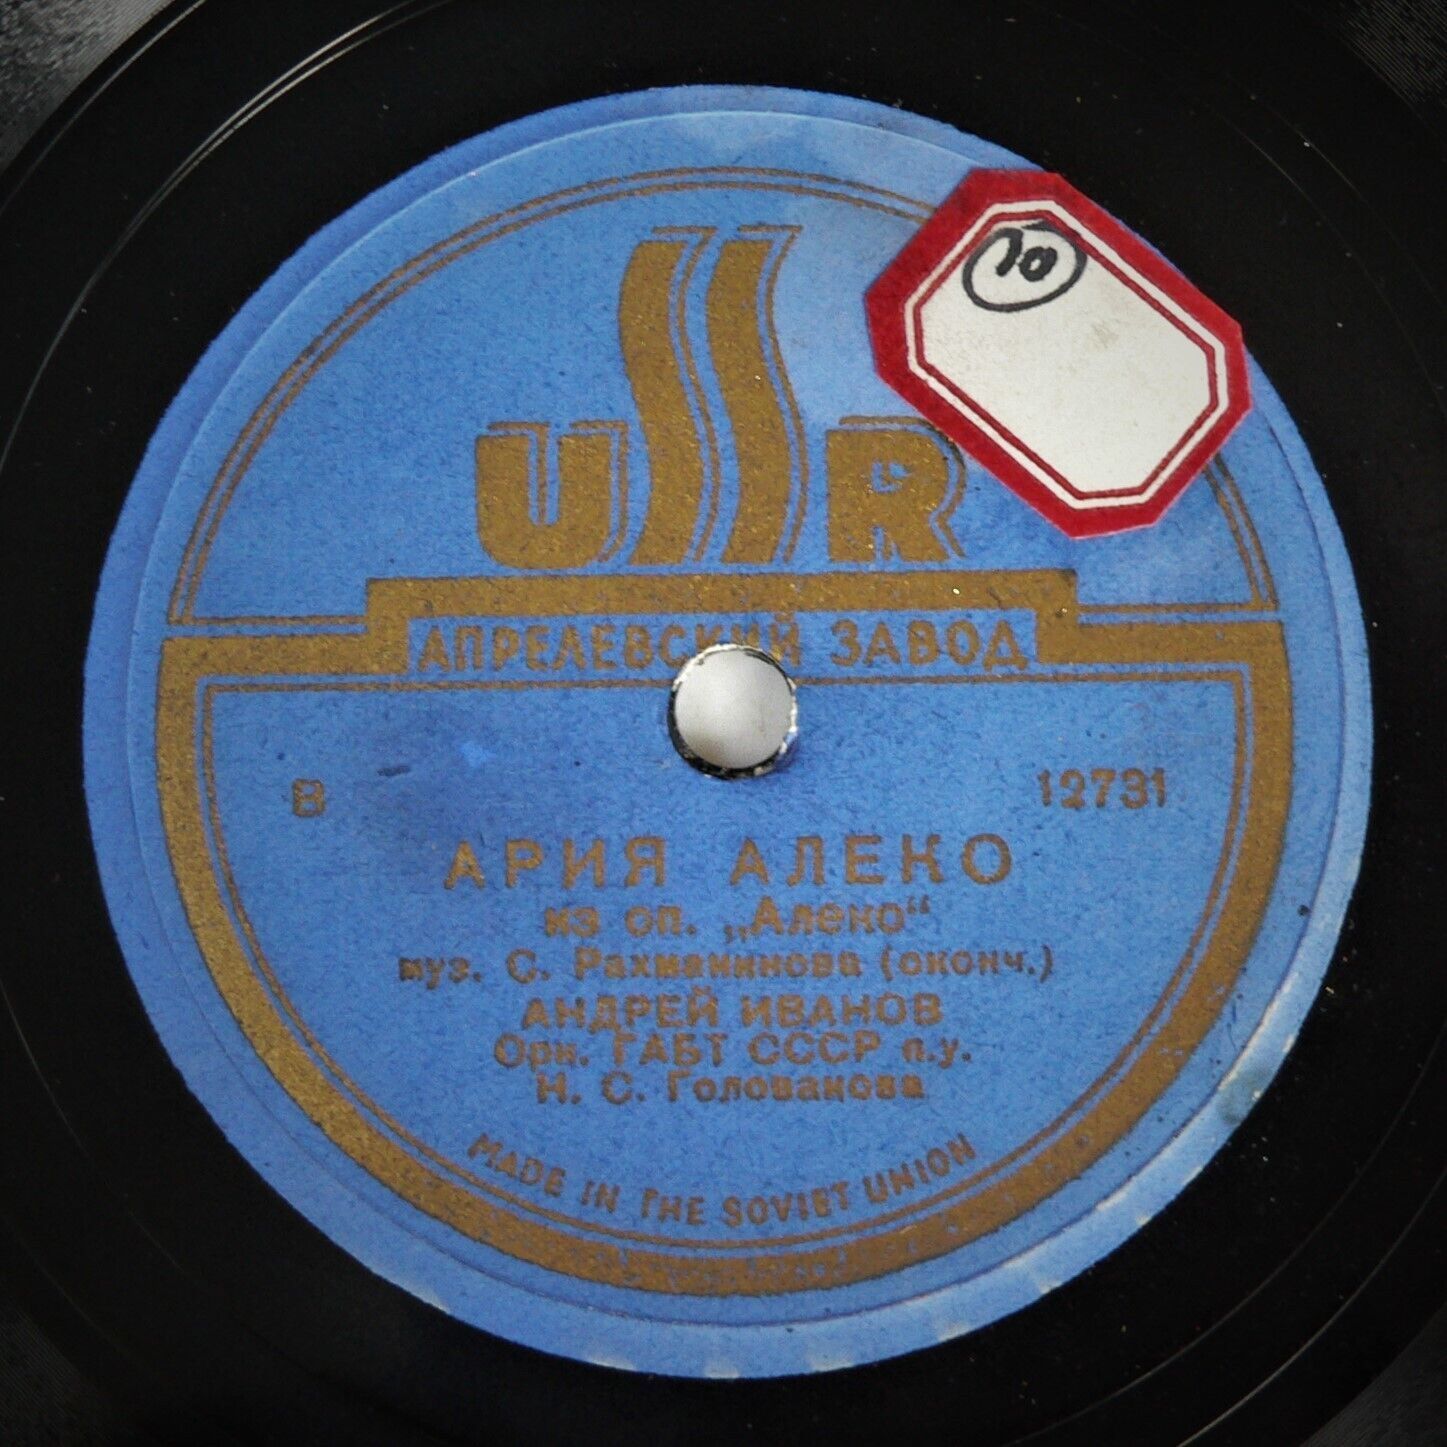 USSR
10
АПРЕЛЕВСКИЙ ЗАВОД
В 12731
АРИЯ АЛЕКО
из оп. „Алеко“
муз. С. Рахманинова (оконч.)
АНДРЕЙ ИВАНОВ
Орк. ГАБТ СССР п.у.
Н. С. Голованова
MADE IN THE SOVIET UNION